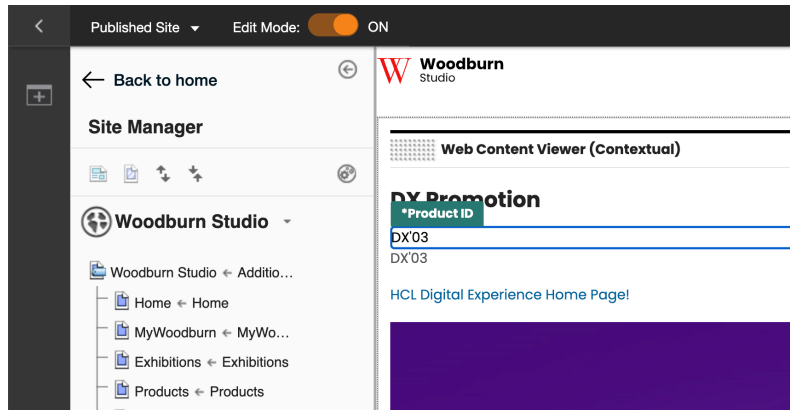 Published Site
Edit Mode:
ON
Back to home
Site Manager
Woodburn Studio
Woodburn Studio ← Additio...
Home ← Home
MyWoodburn ← MyWo...
Exhibitions ← Exhibitions
Products ← Products
W Woodburn
Studio
Web Content Viewer (Contextual)
DX Promotion
*Product ID
DX'03
DX'03
HCL Digital Experience Home Page!